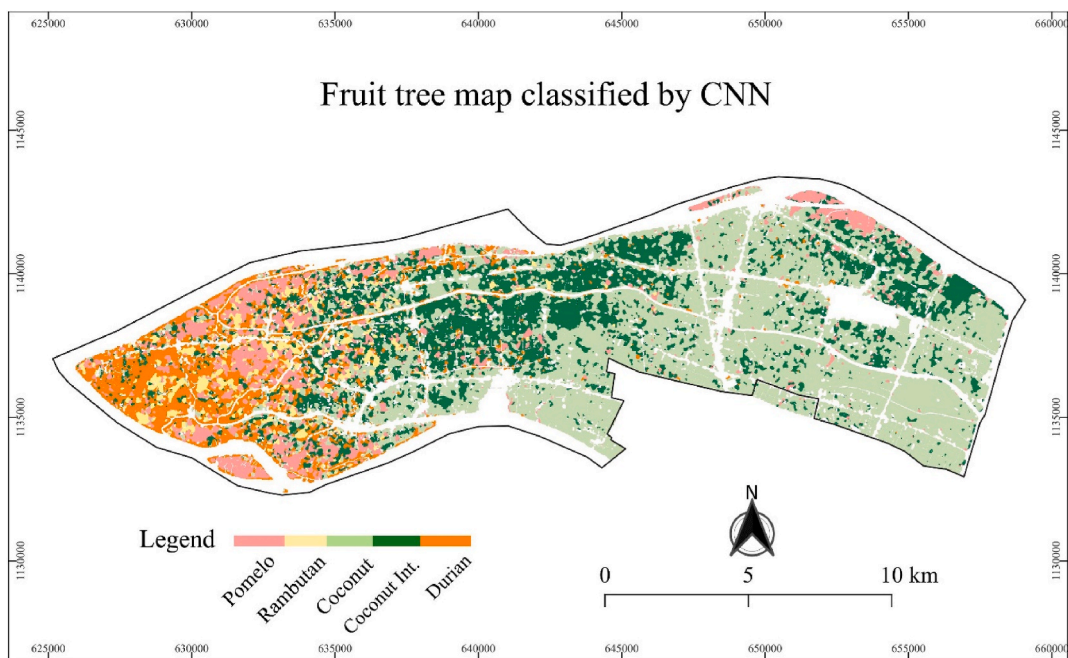 625000 630000 635000 640000 645000 650000 655000 660000
Fruit tree map classified by CNN
1145000 1145000
1140000 1140000
1135000 1135000
N
Legend
Pomelo
Rambutan
Coconut
Coconut Int.
Durian
0 5 10 km
1130000 1130000
625000 630000 635000 640000 645000 650000 655000 660000